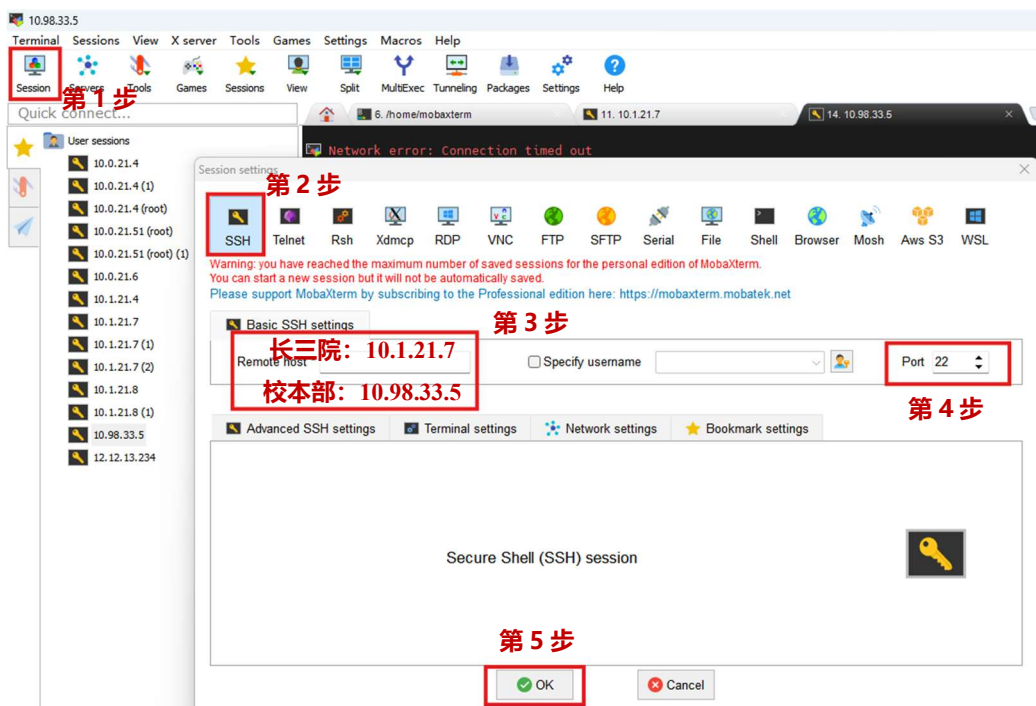 10.98.33.5
Terminal Sessions View X server Tools Games Settings Macros Help
Session Servers Tools Games Sessions View Split MultiExec Tunneling Packages Settings Help
第1步
Quick connect...
6. /home/mobaxterm
11. 10.1.21.7
14. 10.98.33.5
User sessions
Network error: Connection timed out
10.0.21.4
10.0.21.4 (1)
10.0.21.4 (root)
10.0.21.51 (root)
10.0.21.51 (root) (1)
10.0.21.6
10.1.21.4
10.1.21.7
10.1.21.7 (1)
10.1.21.7 (2)
10.1.21.8
10.1.21.8 (1)
10.98.33.5
12.12.13.234
Session settings
第2步
SSH Telnet Rsh Xdmcp RDP VNC FTP SFTP Serial File Shell Browser Mosh Aws S3 WSL
Warning: you have reached the maximum number of saved sessions for the personal edition of MobaXterm.
You can start a new session but it will not be automatically saved.
Please support MobaXterm by subscribing to the Professional edition here: https://mobaxterm.mobatek.net
Basic SSH settings
第3步
长三院：10.1.21.7
Remote host
Specify username
Port 22
校本部：10.98.33.5
第4步
Advanced SSH settings
Terminal settings
Network settings
Bookmark settings
Secure Shell (SSH) session
第5步
OK
Cancel